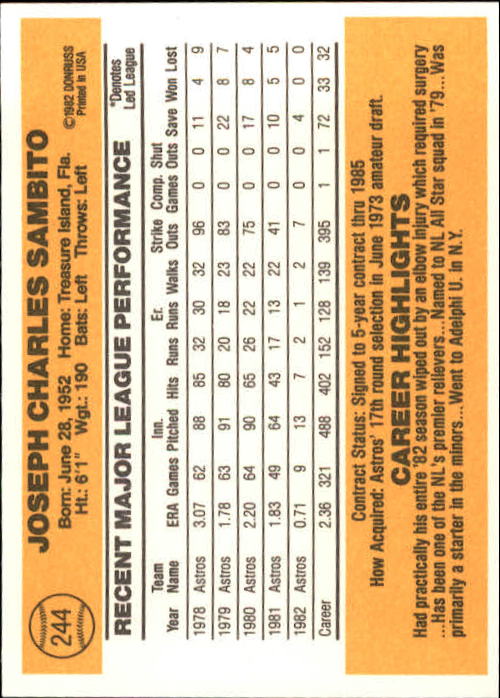 244
JOSEPH CHARLES SAMBITO
Born: June 28, 1952 Home: Treasure Island, Fla.
Ht.: 6'1" Wgt.: 190 Bats: Left Throws: Left
©1982 DONRUSS
Printed in USA
RECENT MAJOR LEAGUE PERFORMANCE
*Denotes
Led League
Team Inn. Er. Strike Comp. Shut
Year Name ERA Games Pitched Hits Runs Runs Walks Outs Games Outs Save Won Lost
1978 Astros 3.07 62 88 85 32 30 32 96 0 0 11 4 9
1979 Astros 1.78 63 91 80 20 18 23 83 0 0 22 8 7
1980 Astros 2.20 64 90 65 26 22 22 75 0 0 17 8 4
1981 Astros 1.83 49 64 43 17 13 22 41 0 0 10 5 5
1982 Astros 0.71 9 13 7 2 1 2 7 0 0 4 0 0
Career 2.36 321 488 402 152 128 139 395 1 1 72 33 32
Contract Status: Signed to 5-year contract thru 1985
How Acquired: Astros' 17th round selection in June 1973 amateur draft.
CAREER HIGHLIGHTS
Had practically his entire '82 season wiped out by an elbow injury which required surgery
...Has been one of the NL's premier relievers...Named to NL All Star squad in '79...Was
primarily a starter in the minors...Went to Adelphi U. in N.Y.